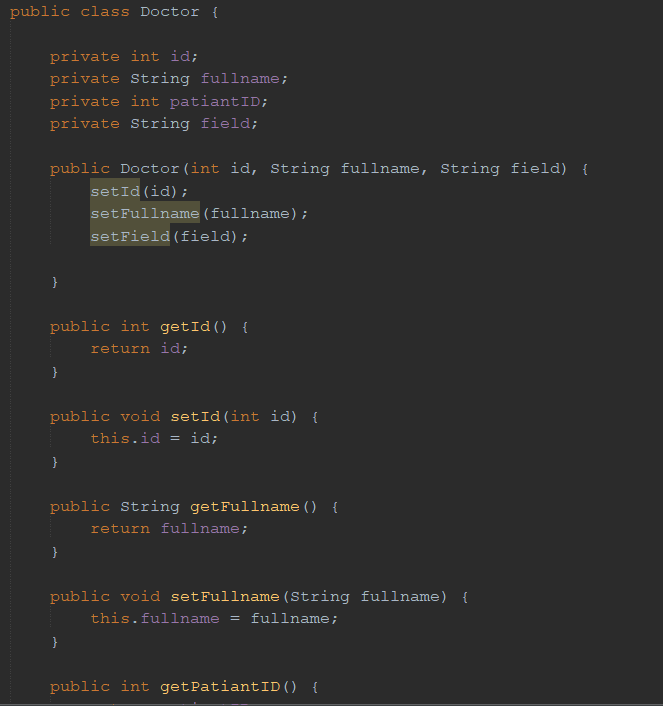 public class Doctor {
private int id;
private String fullname;
private int patiantID;
private String field;
public Doctor(int id, String fullname, String field) {
setId(id);
setFullname(fullname);
setField(field);
}
public int getId() {
return id;
}
public void setId(int id) {
this.id = id;
}
public String getFullname() {
return fullname;
}
public void setFullname(String fullname) {
this.fullname = fullname;
}
public int getPatiantID() {